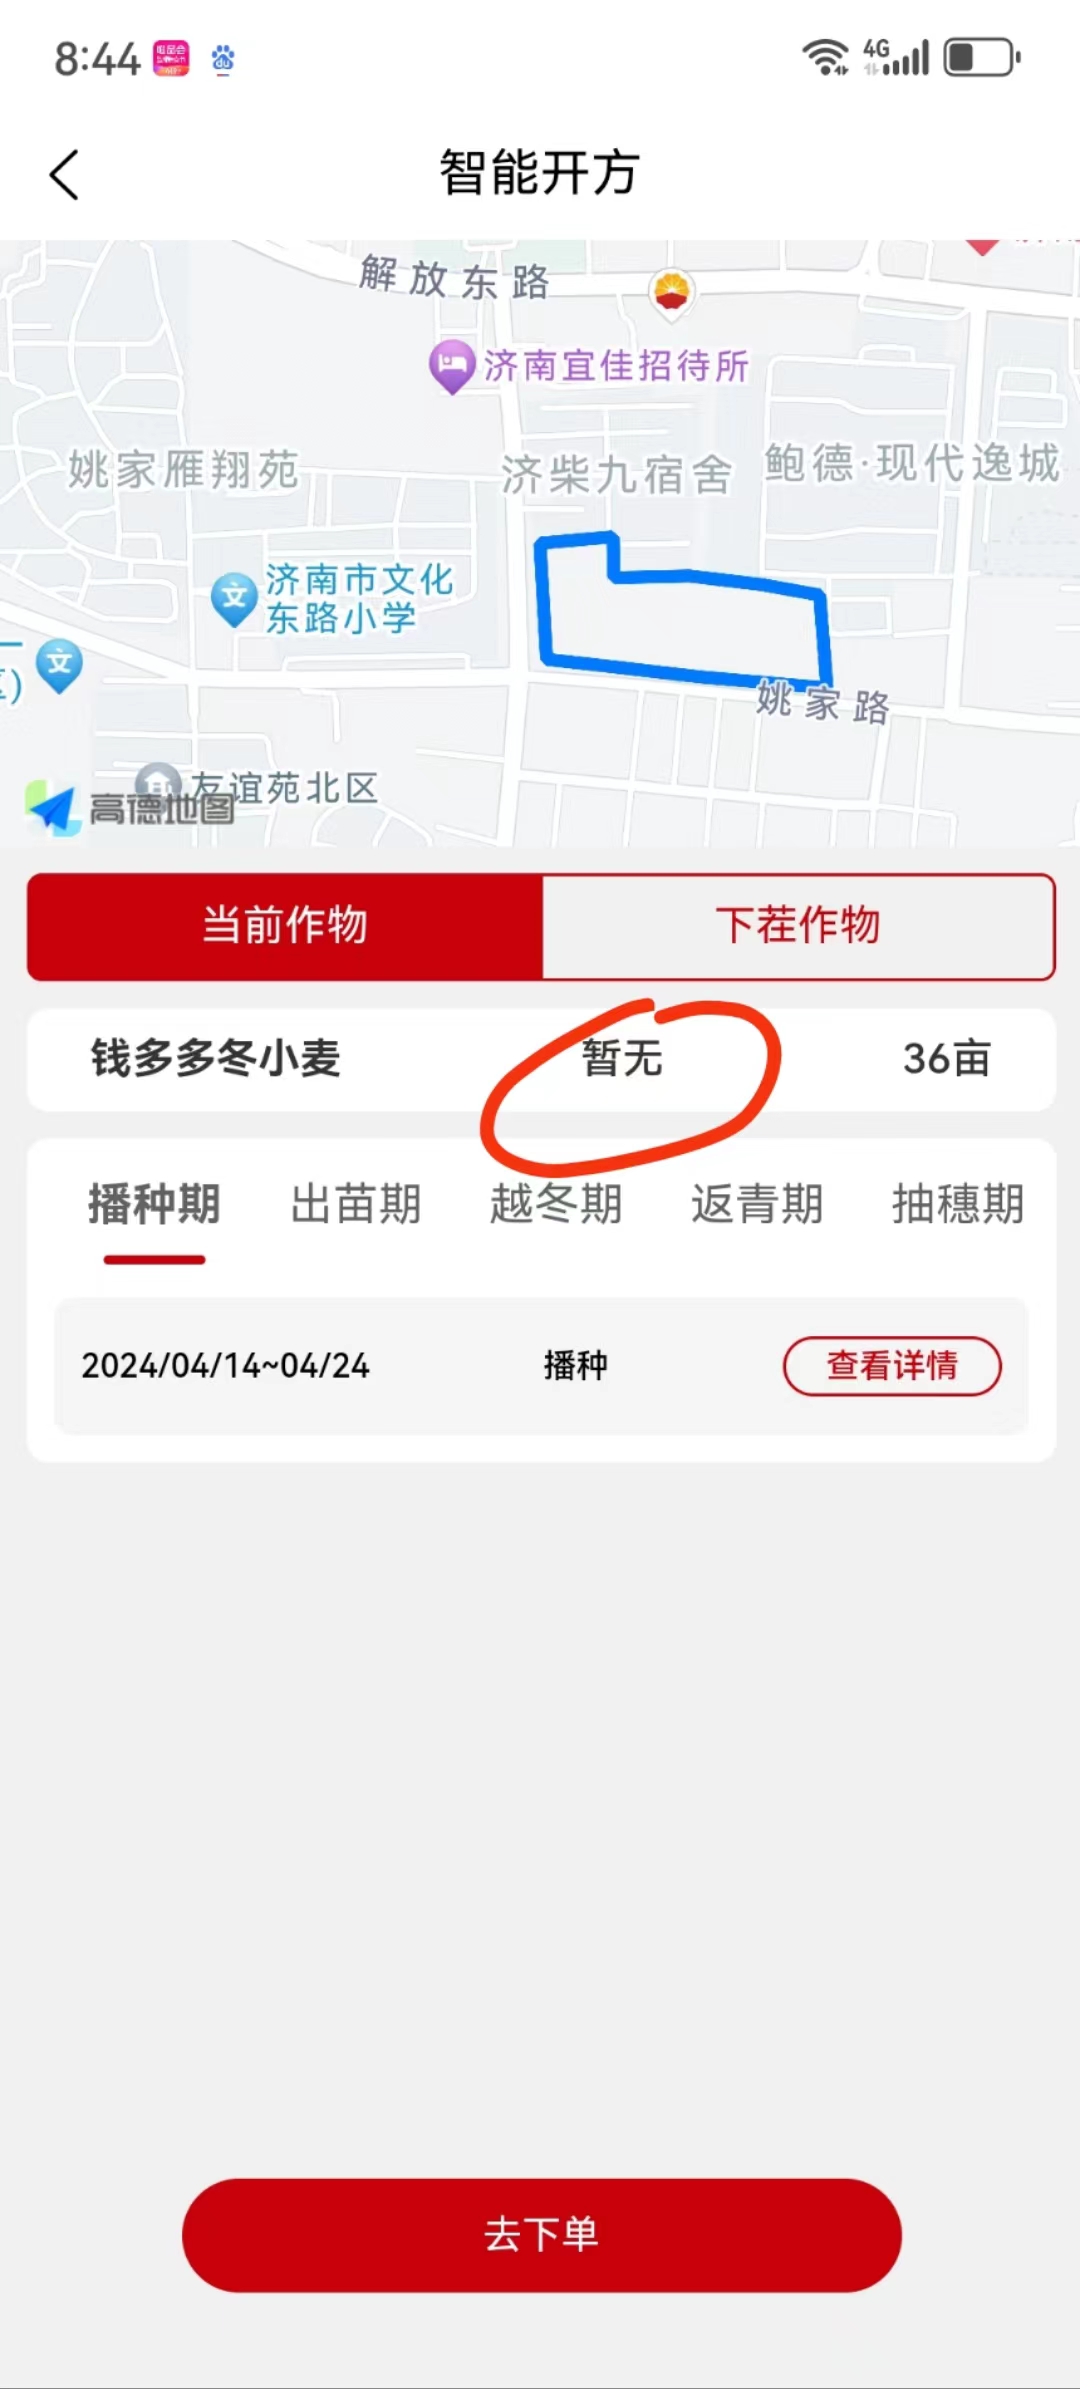 8:44
4G
智能开方
解放东路
济南宜佳招待所
姚家雁翔苑
济柴九宿舍
鲍德·现代逸城
济南市文化
东路小学
姚家路
友谊苑北区
高德地图
当前作物
下茬作物
钱多多冬小麦
暂无
36亩
播种期
出苗期
越冬期
返青期
抽穗期
2024/04/14~04/24
播种
查看详情
去下单